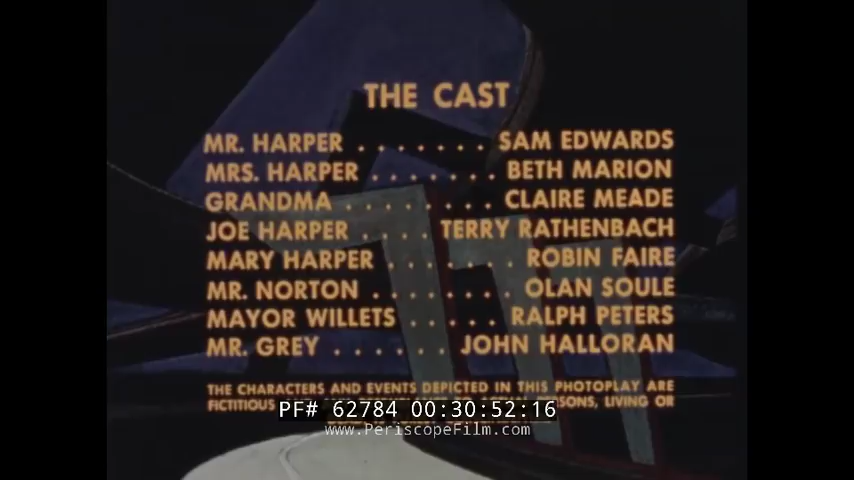 THE CAST
MR. HARPER . . . . . . . SAM EDWARDS
MRS. HARPER . . . . . . . BETH MARION
GRANDMA . . . . . . . . CLAIRE MEADE
JOE HARPER . . . . TERRY RATHENBACH
MARY HARPER . . . . . . . ROBIN FAIRE
MR. NORTON . . . . . . . . OLAN SOULE
MAYOR WILLETS . . . . . RALPH PETERS
MR. GREY . . . . . . JOHN HALLORAN
THE CHARACTERS AND EVENTS DEPICTED IN THIS PHOTOPLAY ARE
FICTITIOUS LIVING OR
PF# 62784 00:30:52:16
www.PeriscopeFilm.com